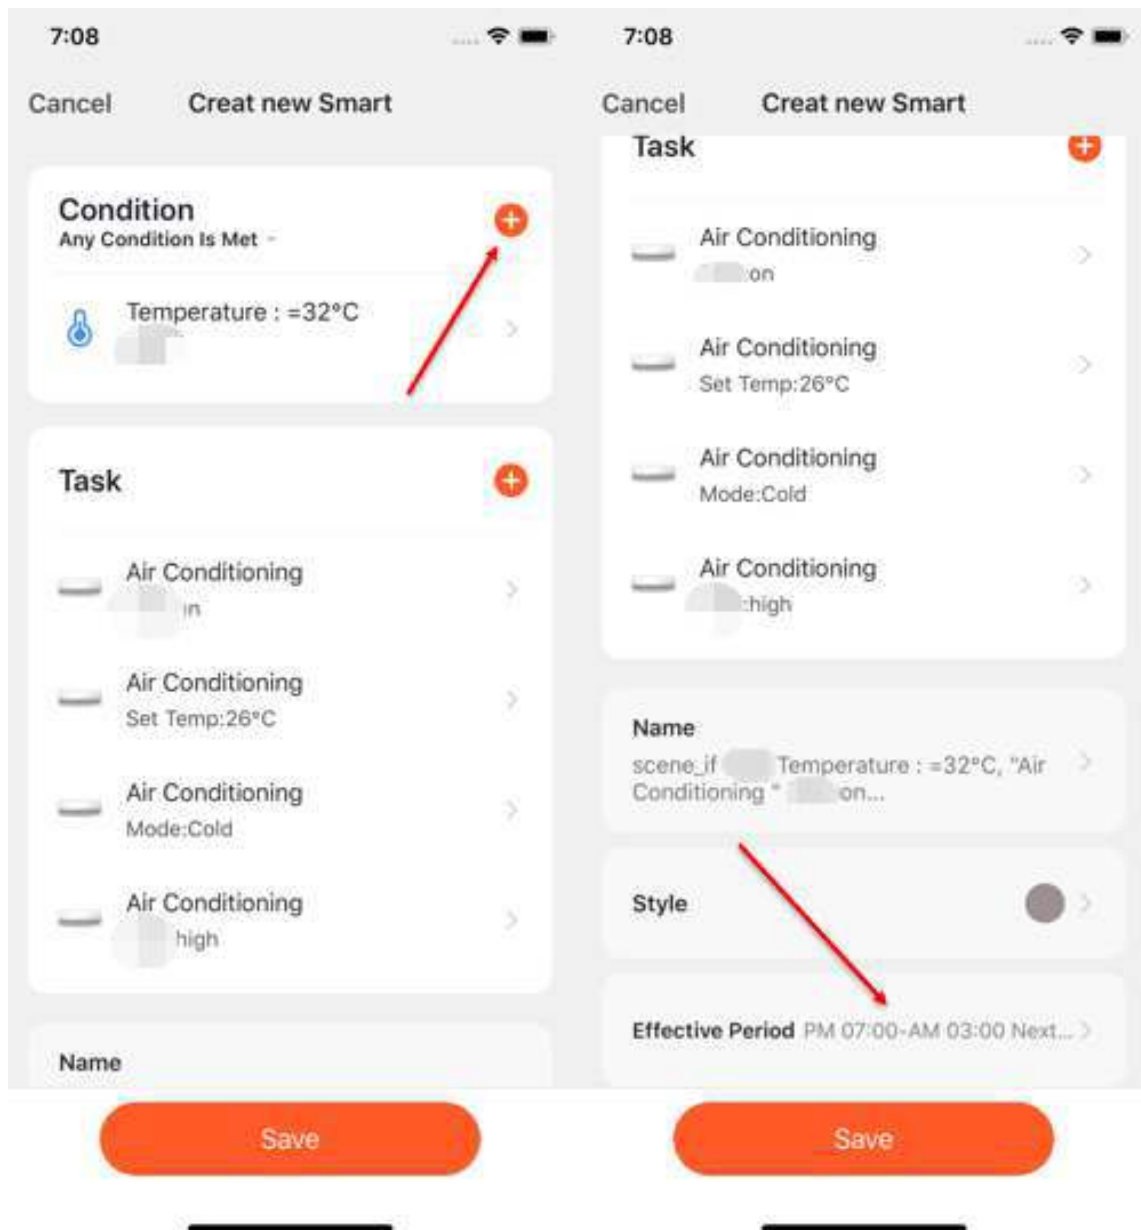 7:08
Cancel
Creat new Smart
Condition
Any Condition Is Met
Temperature : =32°C
Task
Air Conditioning
Air Conditioning
Set Temp:26°C
Air Conditioning
Mode:Cold
Air Conditioning
high
Name
Save
7:08
Cancel
Creat new Smart
Task
Air Conditioning
on
Air Conditioning
Set Temp:26°C
Air Conditioning
Mode:Cold
Air Conditioning
:high
Name
scene_if Temperature : =32°C, "Air
Conditioning " on...
Style
Effective Period PM 07:00-AM 03:00 Next...
Save